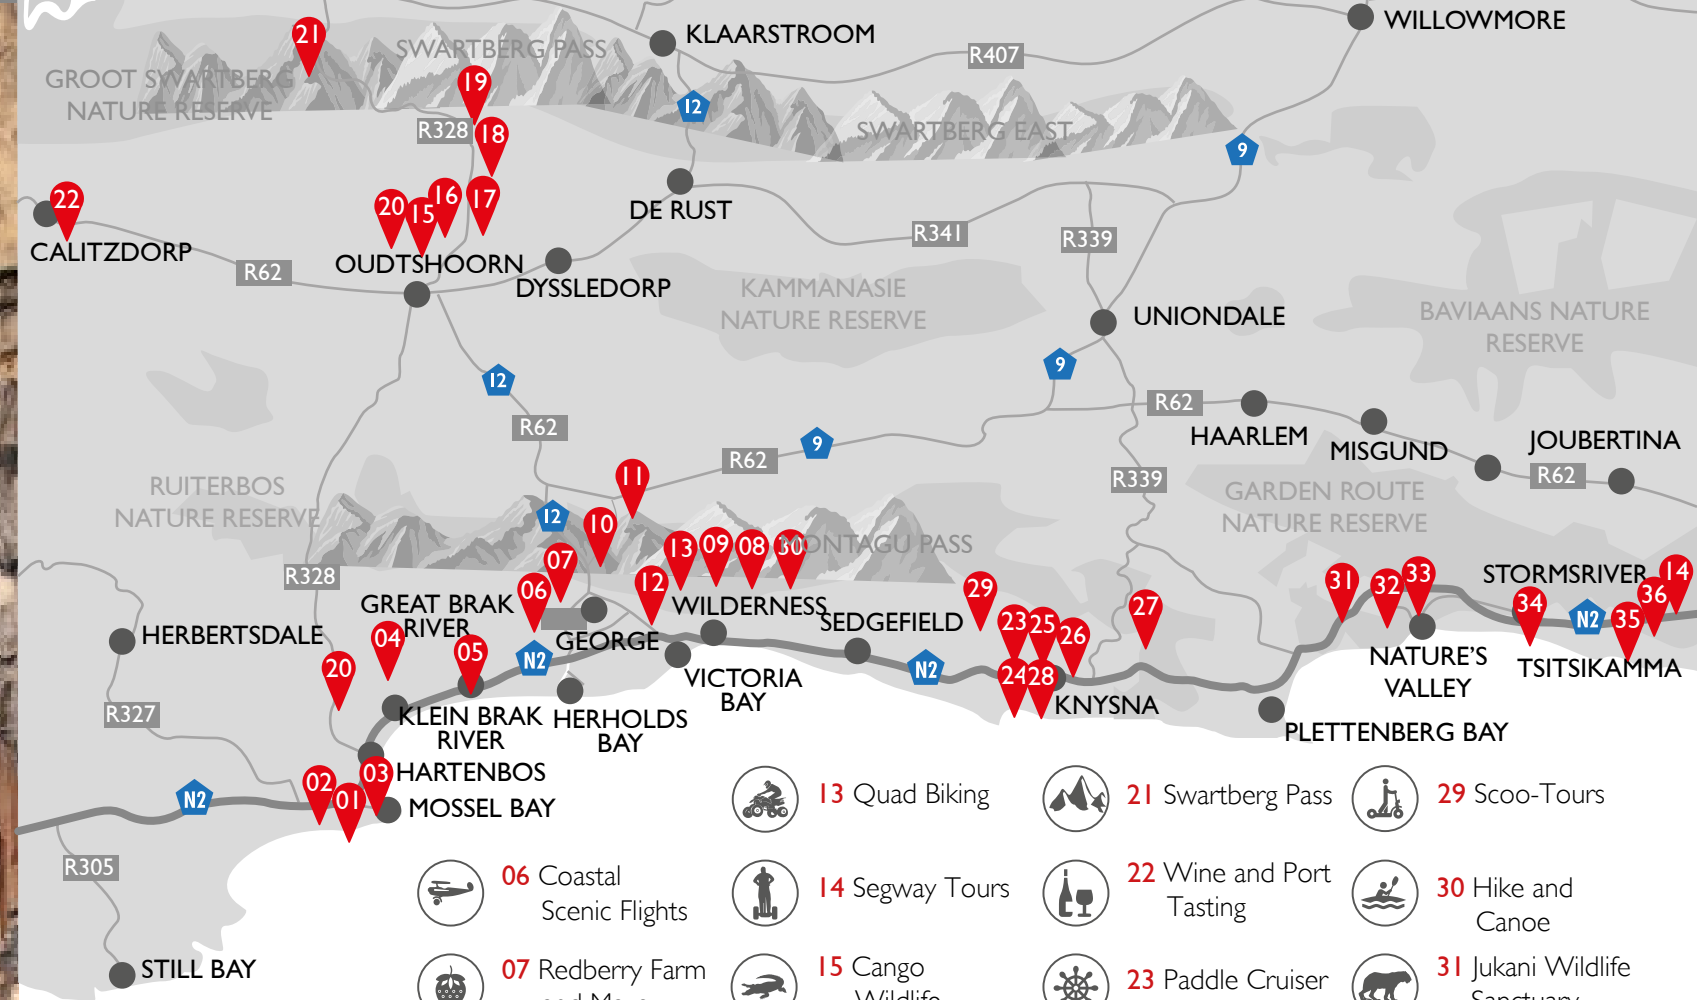 21
SWARTBERG PASS
KLAARSTROOM
WILLOWMORE
R407
GROOT SWARTBERG
NATURE RESERVE
19
12
R328
18
SWARTBERG EAST
9
22
20
15
16
17
DE RUST
CALITZDORP
R62
OUDTSHOORN
DYSSLEDORP
R341
R339
KAMMANASIE
NATURE RESERVE
UNIONDALE
BAVIAANS NATURE
RESERVE
12
9
R62
R62
9
R62
HAARLEM
MISGUND
JOUBERTINA
R62
R339
RUITERBOS
NATURE RESERVE
11
12
10
GARDEN ROUTE
NATURE RESERVE
13
09
08
30
MONTAGU PASS
07
06
12
R328
GREAT BRAK
RIVER
WILDERNESS
SEDGEFIELD
29
23
25
26
27
31
32
33
STORMSRIVER
34
N2
35
36
14
HERBERTSDALE
04
05
N2
GEORGE
20
VICTORIA
BAY
N2
24
28
KNYSNA
NATURE'S
VALLEY
TSITSIKAMMA
R327
KLEIN BRAK
RIVER
HERHOLDS
BAY
PLETTENBERG BAY
HARTENBOS
02
01
03
N2
MOSSEL BAY
R305
STILL BAY
06 Coastal
Scenic Flights
07 Redberry Farm
13 Quad Biking
14 Segway Tours
15 Cango
Wildlife
21 Swartberg Pass
22 Wine and Port
Tasting
23 Paddle Cruiser
29 Scoo-Tours
30 Hike and
Canoe
31 Jukani Wildlife
Sanctuary